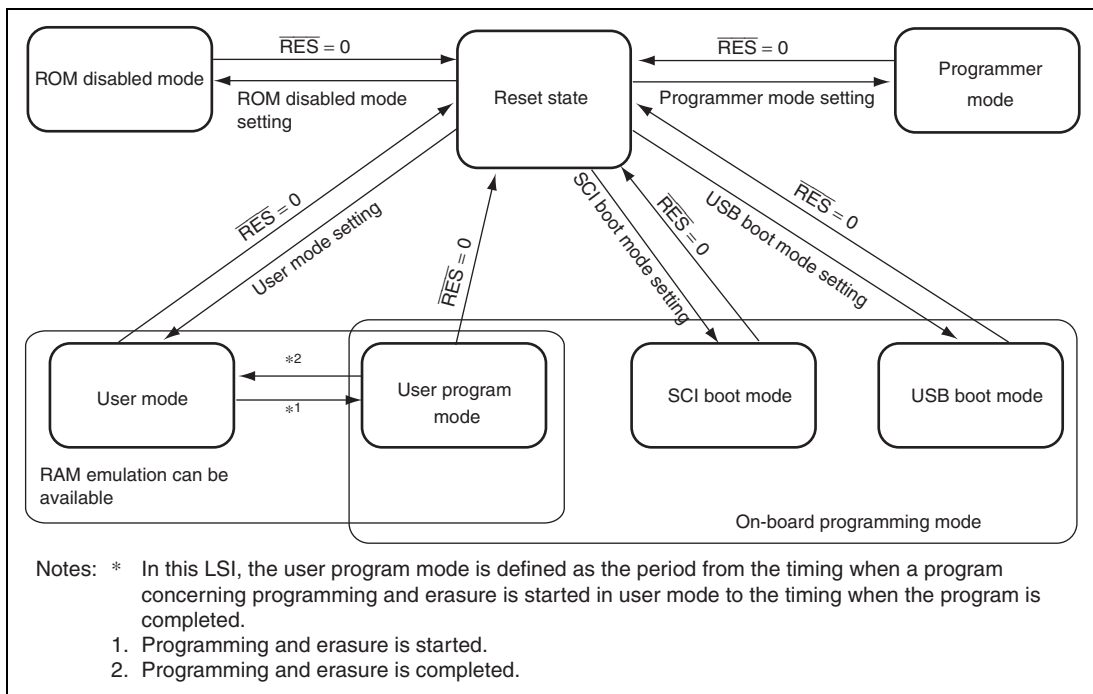 ROM disabled mode
RES = 0
ROM disabled mode
setting
Reset state
RES = 0
Programmer mode setting
Programmer
mode
RES = 0
User mode setting
RES = 0
SCI boot mode setting
RES = 0
USB boot mode setting
RES = 0
User mode
*2
*1
User program
mode
SCI boot mode
USB boot mode
RAM emulation can be
available
On-board programming mode
Notes: * In this LSI, the user program mode is defined as the period from the timing when a program
concerning programming and erasure is started in user mode to the timing when the program is
completed.
1. Programming and erasure is started.
2. Programming and erasure is completed.